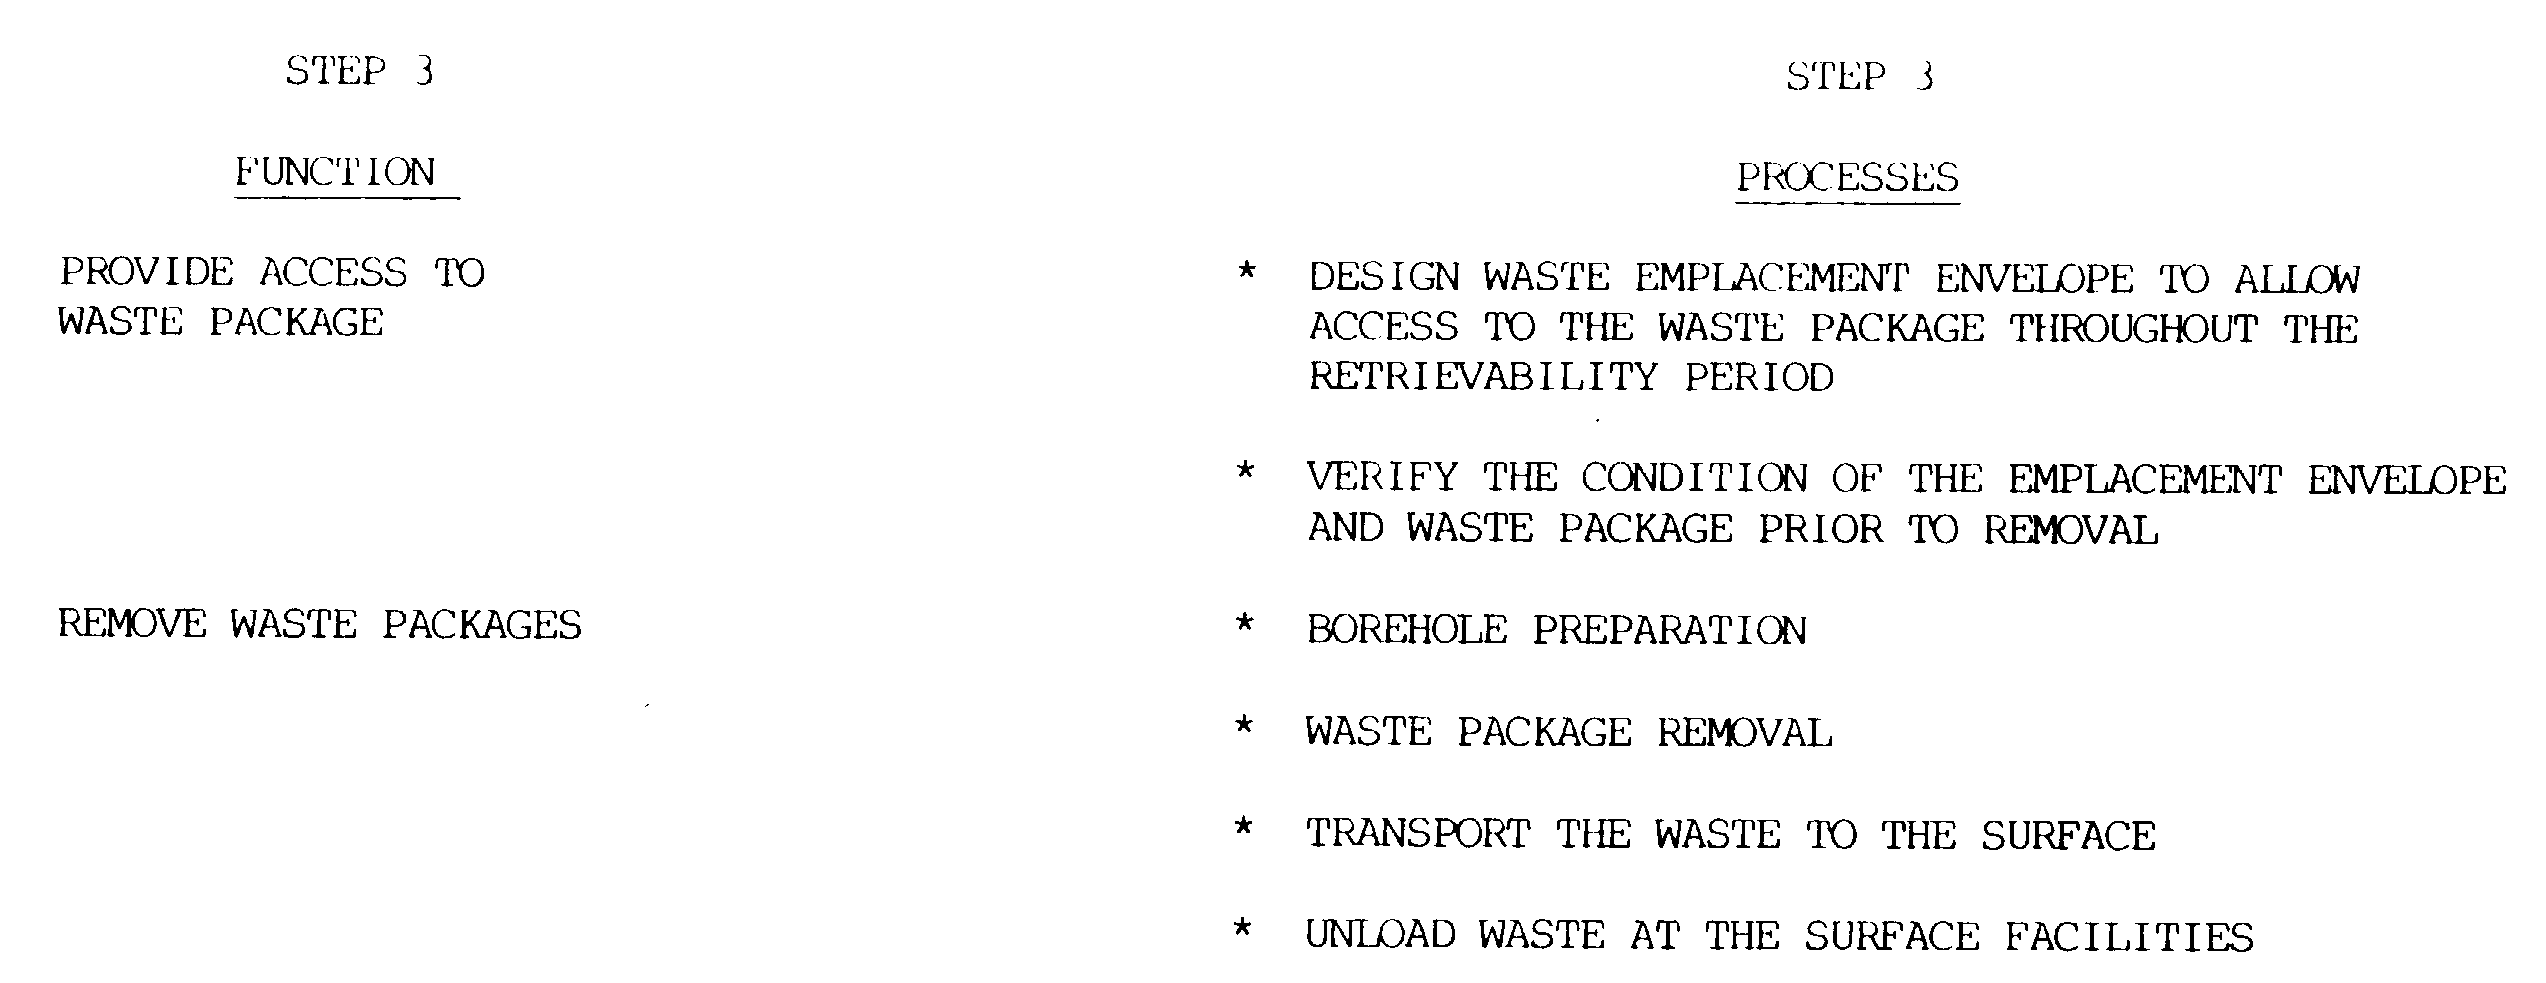 STEP 3
FUNCTION
PROVIDE ACCESS TO
WASTE PACKAGE
REMOVE WASTE PACKAGES
STEP 3
PROCESSES
* DESIGN WASTE EMPLACEMENT ENVELOPE TO ALLOW
ACCESS TO THE WASTE PACKAGE THROUGHOUT THE
RETRIEVABILITY PERIOD
* VERIFY THE CONDITION OF THE EMPLACEMENT ENVELOPE
AND WASTE PACKAGE PRIOR TO REMOVAL
* BOREHOLE PREPARATION
* WASTE PACKAGE REMOVAL
* TRANSPORT THE WASTE TO THE SURFACE
* UNLOAD WASTE AT THE SURFACE FACILITIES